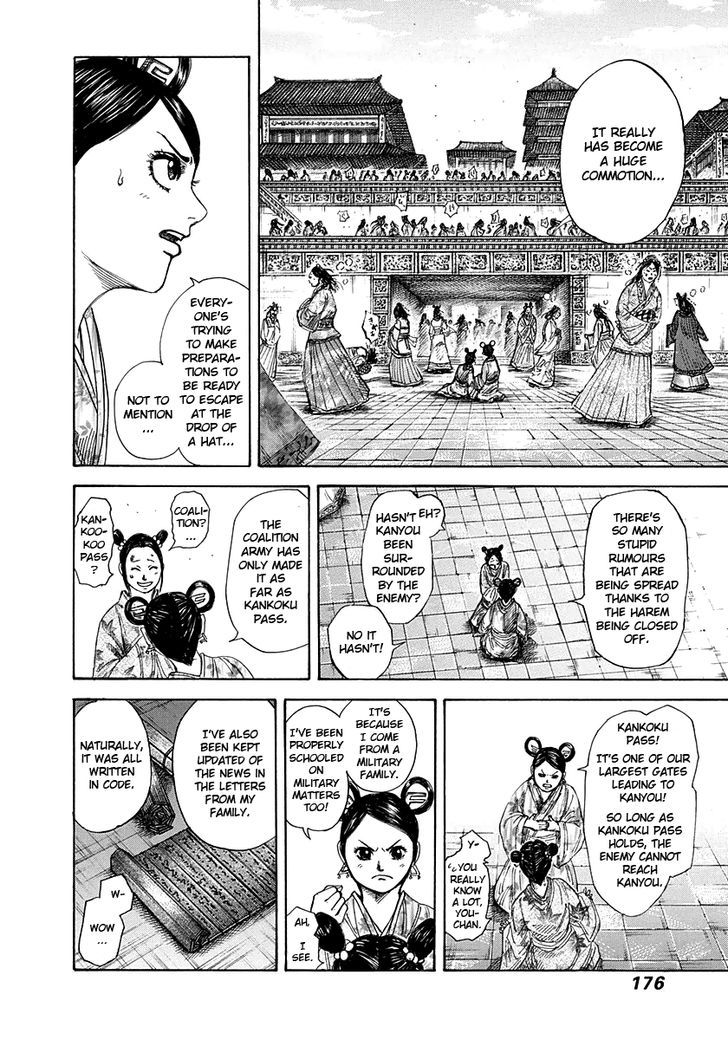 IT REALLY
HAS BECOME
A HUGE
COMMOTION...
EVERY-
ONE'S
TRYING
TO MAKE
PREPARA-
TIONS
TO BE
READY
TO ESCAPE
AT THE
DROP OF
A HAT...
NOT TO
MENTION
...
THERE'S
SO MANY
STUPID
RUMOURS
THAT ARE
BEING SPREAD
THANKS TO
THE HAREM
BEING CLOSED
OFF.
EH?
HASN'T
KANYOU
BEEN
SUR-
ROUNDED
BY THE
ENEMY?
NO IT
HASN'T!
THE
COALITION
ARMY HAS
ONLY MADE
IT AS
FAR AS
KANKOKU
PASS.
COALI-
TION?
...
KAN-
KOO-
KOO
PASS
?
KANKOKU
PASS!
IT'S ONE OF OUR
LARGEST GATES
LEADING TO
KANYOU!
SO LONG AS
KANKOKU PASS
HOLDS, THE
ENEMY CANNOT
REACH
KANYOU.
Y-
YOU
REALLY
KNOW
A LOT,
YOU-
CHAN.
IT'S
BECAUSE
I COME
FROM A
MILITARY
FAMILY.
I'VE BEEN
PROPERLY
SCHOOLED
ON
MILITARY
MATTERS
TOO!
AH,
I
SEE.
I'VE ALSO
BEEN KEPT
UPDATED
OF THE NEWS
IN THE
LETTERS
FROM MY
FAMILY.
NATURALLY,
IT WAS ALL
WRITTEN
IN CODE.
W-
WOW
...
176